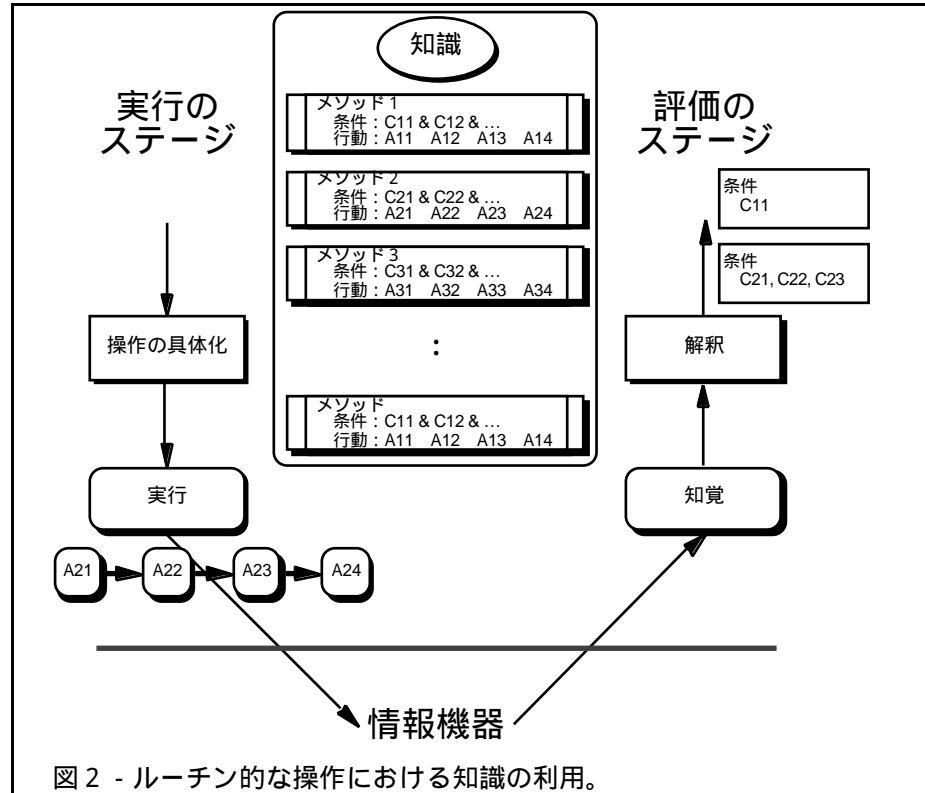 知識
実行の
ステージ
評価の
ステージ
メソッド 1
条件：C11 & C12 & …
行動：A11 A12 A13 A14
メソッド 2
条件：C21 & C22 & …
行動：A21 A22 A23 A24
メソッド 3
条件：C31 & C32 & …
行動：A31 A32 A33 A34
：
メソッド
条件：C11 & C12 & …
行動：A11 A12 A13 A14
条件
C11
条件
C21, C22, C23
操作の具体化
解釈
実行
知覚
A21 A22 A23 A24
情報機器
図 2 - ルーチン的な操作における知識の利用。